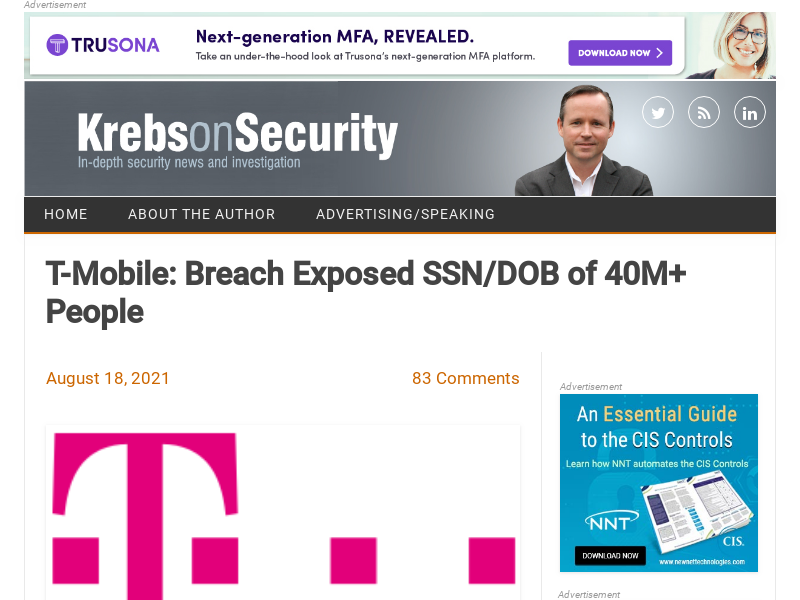 Advertisement
TRUSONA
Next-generation MFA, REVEALED.
Take an under-the-hood look at Trusona's next-generation MFA platform.
DOWNLOAD NOW
KrebsonSecurity
In-depth security news and investigation
in
HOME ABOUT THE AUTHOR ADVERTISING/SPEAKING
T-Mobile: Breach Exposed SSN/DOB of 40M+
People
August 18, 2021 83 Comments
Advertisement
An Essential Guide
to the CIS Controls
Learn how NNT automates the CIS Controls
NNT
CIS.
DOWNLOAD NOW
www.newnettechnologies.com
Advertisement